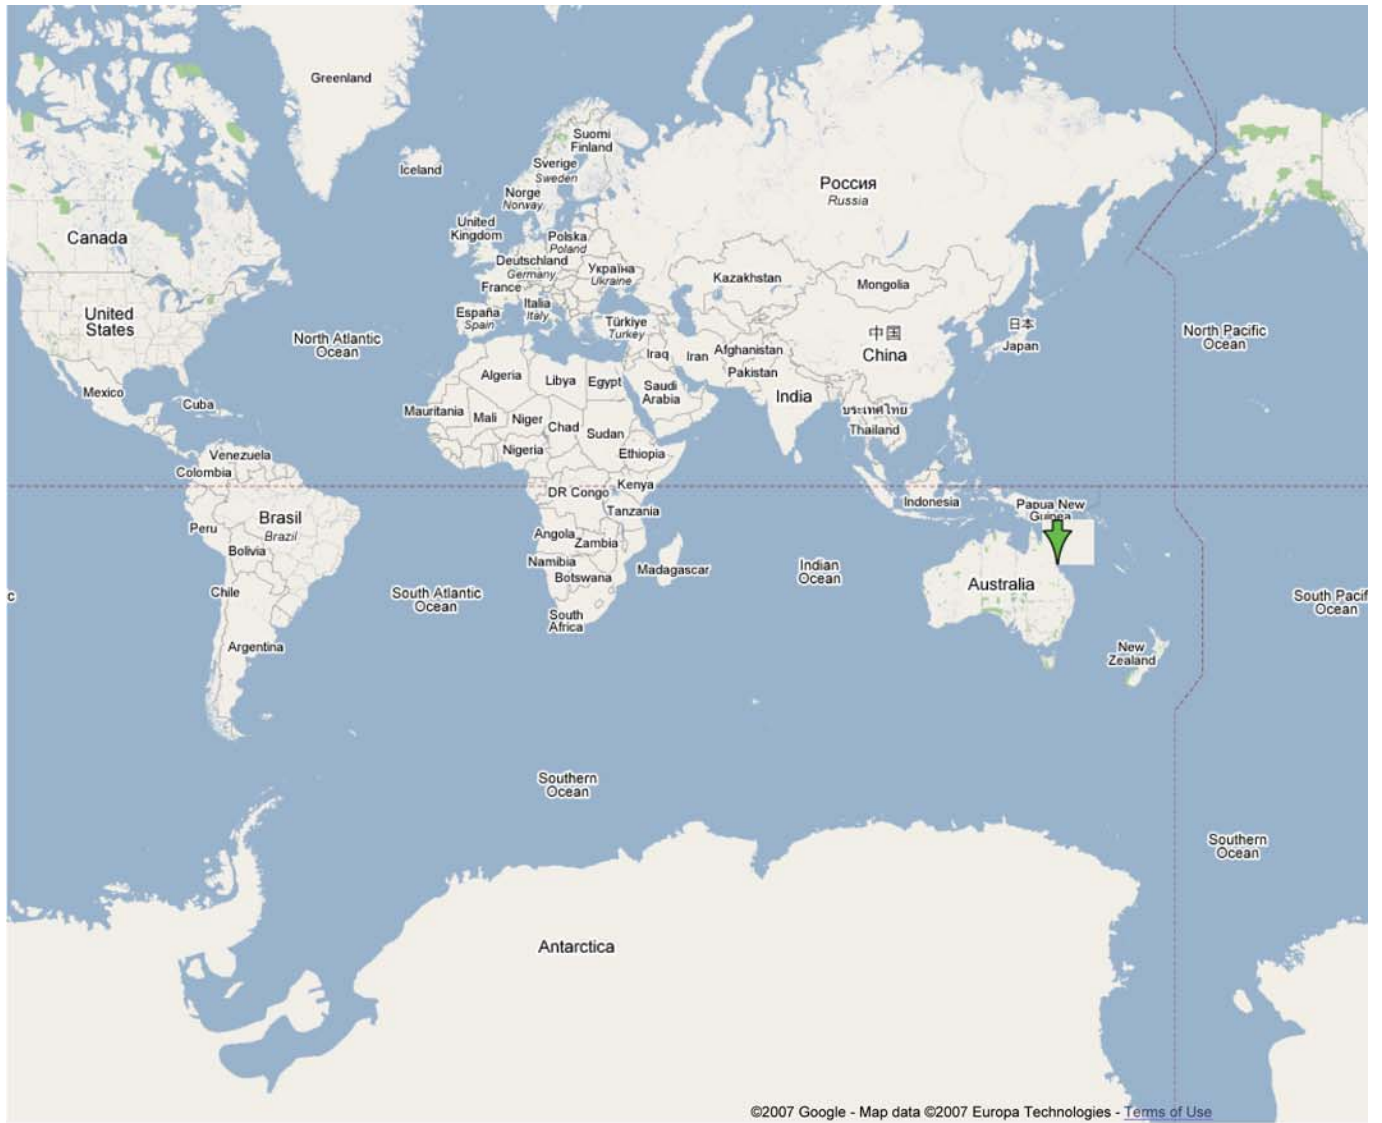 Greenland
Iceland
Suomi
Finland
Sverige
Sweden
Norge
Norway
United
Kingdom
Polska
Poland
Deutschland
Germany
Україна
Ukraine
France
Italia
Italy
España
Spain
Türkiye
Turkey
Россия
Russia
Canada
United
States
Kazakhstan
Mongolia
中国
China
日本
Japan
North Atlantic
Ocean
North Pacific
Ocean
Iraq
Iran
Afghanistan
Pakistan
India
Saudi
Arabia
Algeria
Libya
Egypt
Mexico
Cuba
Mauritania
Mali
Niger
Chad
Sudan
Nigeria
Ethiopia
ประเทศไทย
Thailand
Venezuela
Colombia
DR Congo
Kenya
Tanzania
Indonesia
Papua New
Guinea
Brasil
Brazil
Peru
Bolivia
Angola
Zambia
Namibia
Botswana
Madagascar
Indian
Ocean
Australia
Chile
South Atlantic
Ocean
c
South Pacif
Ocean
South
Africa
Argentina
New
Zealand
Southern
Ocean
Southern
Ocean
Antarctica
©2007 Google - Map data ©2007 Europa Technologies - Terms of Use